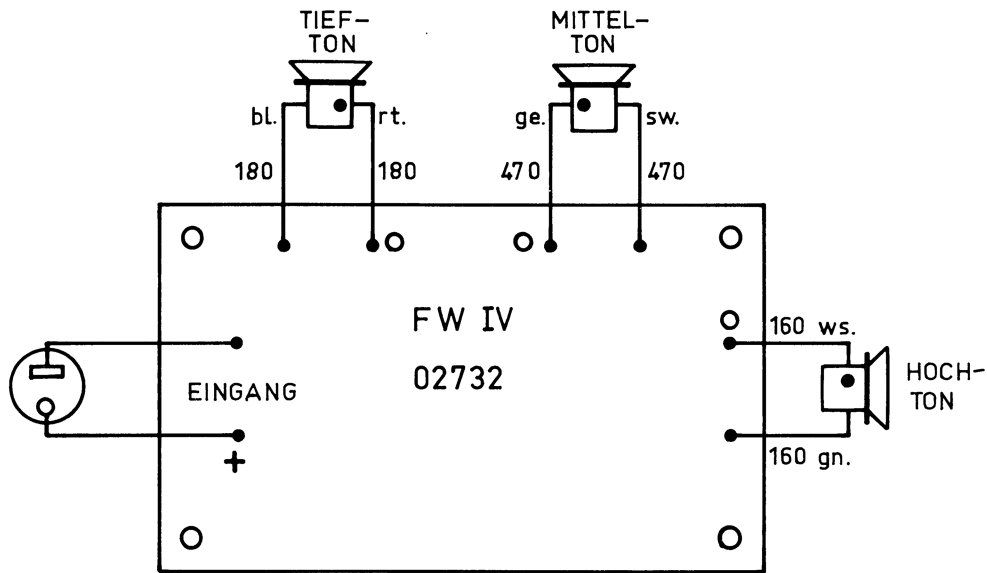 TIEF-
TON
MITTEL-
TON
bl.
rt.
ge.
sw.
180
180
470
470
FW IV
02732
160 ws.
EINGANG
HOCH-
TON
+
160 gn.